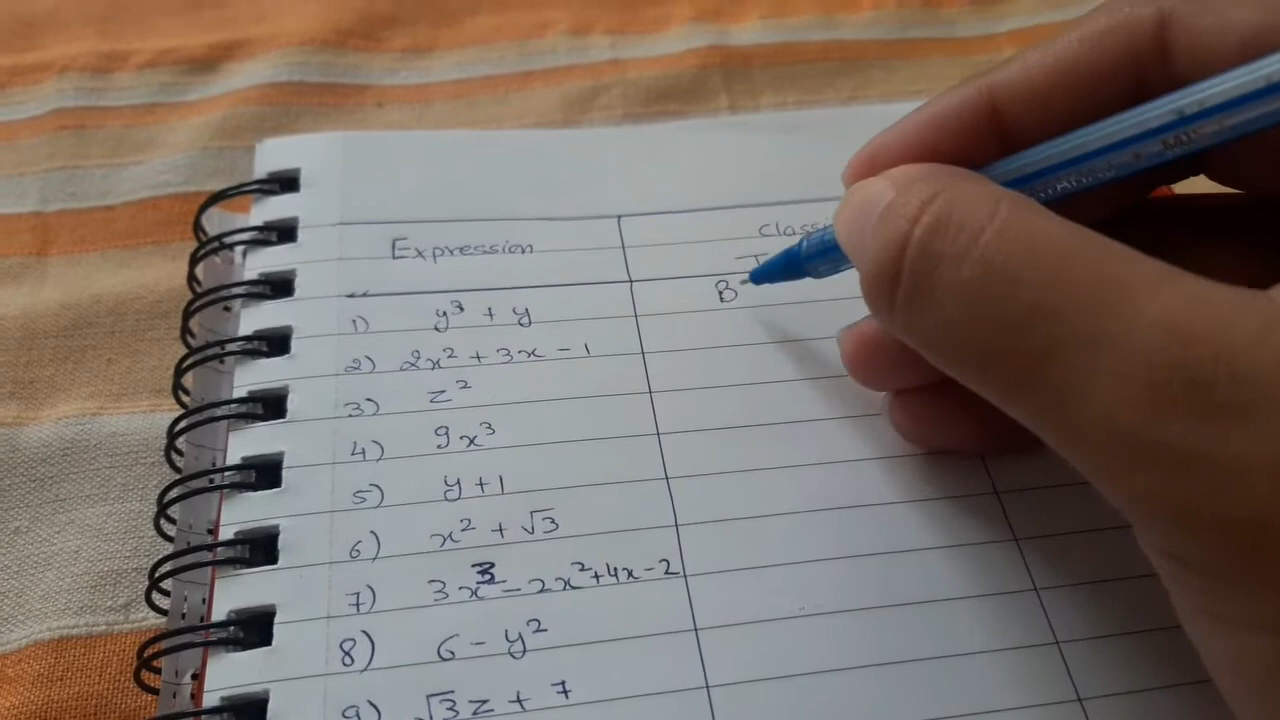 Expression
Class
B
1) y³ + y
2) 2x² + 3x - 1
3) z²
4) 9x³
5) y + 1
6) x² + √3
7) 3x³ - 2x² + 4x - 2
8) 6 - y²
9) √3z + 7